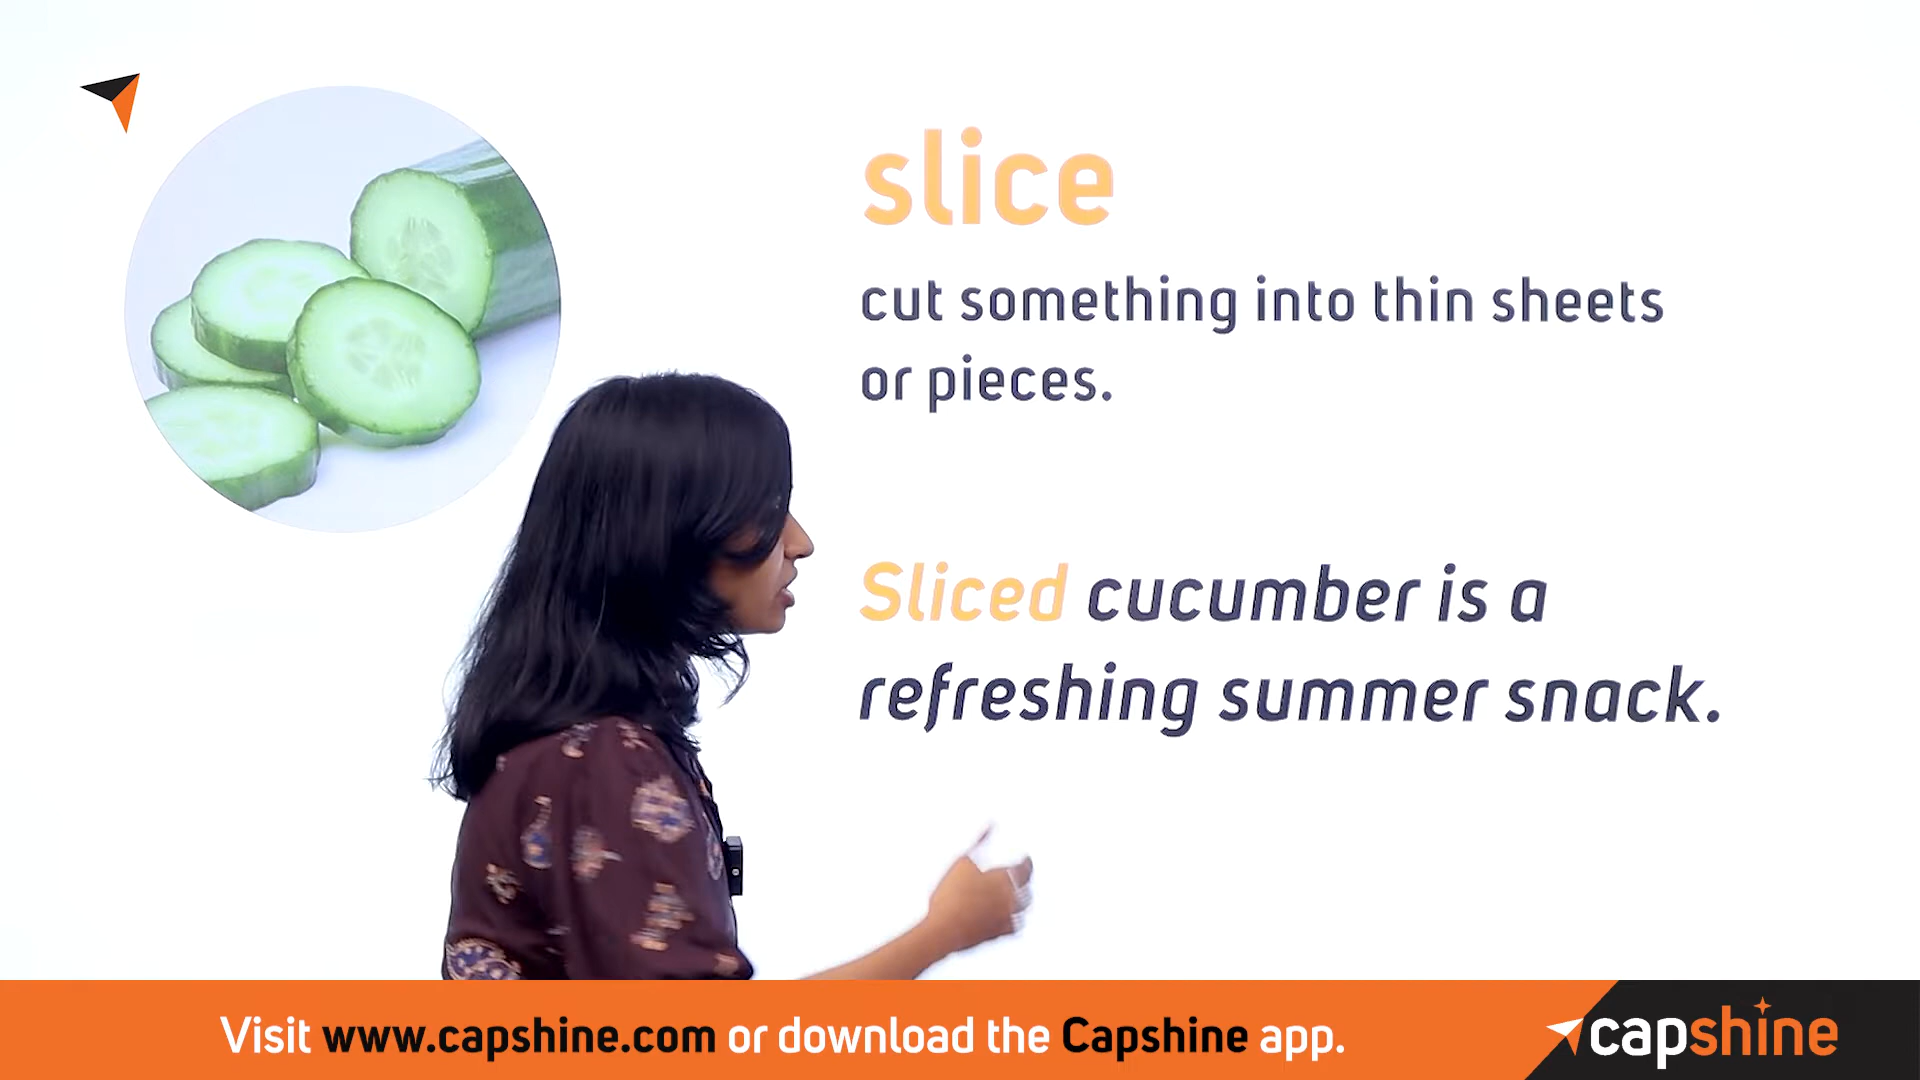 slice
cut something into thin sheets
or pieces.
Sliced cucumber is a
refreshing summer snack.
Visit www.capshine.com or download the Capshine app.
capshine